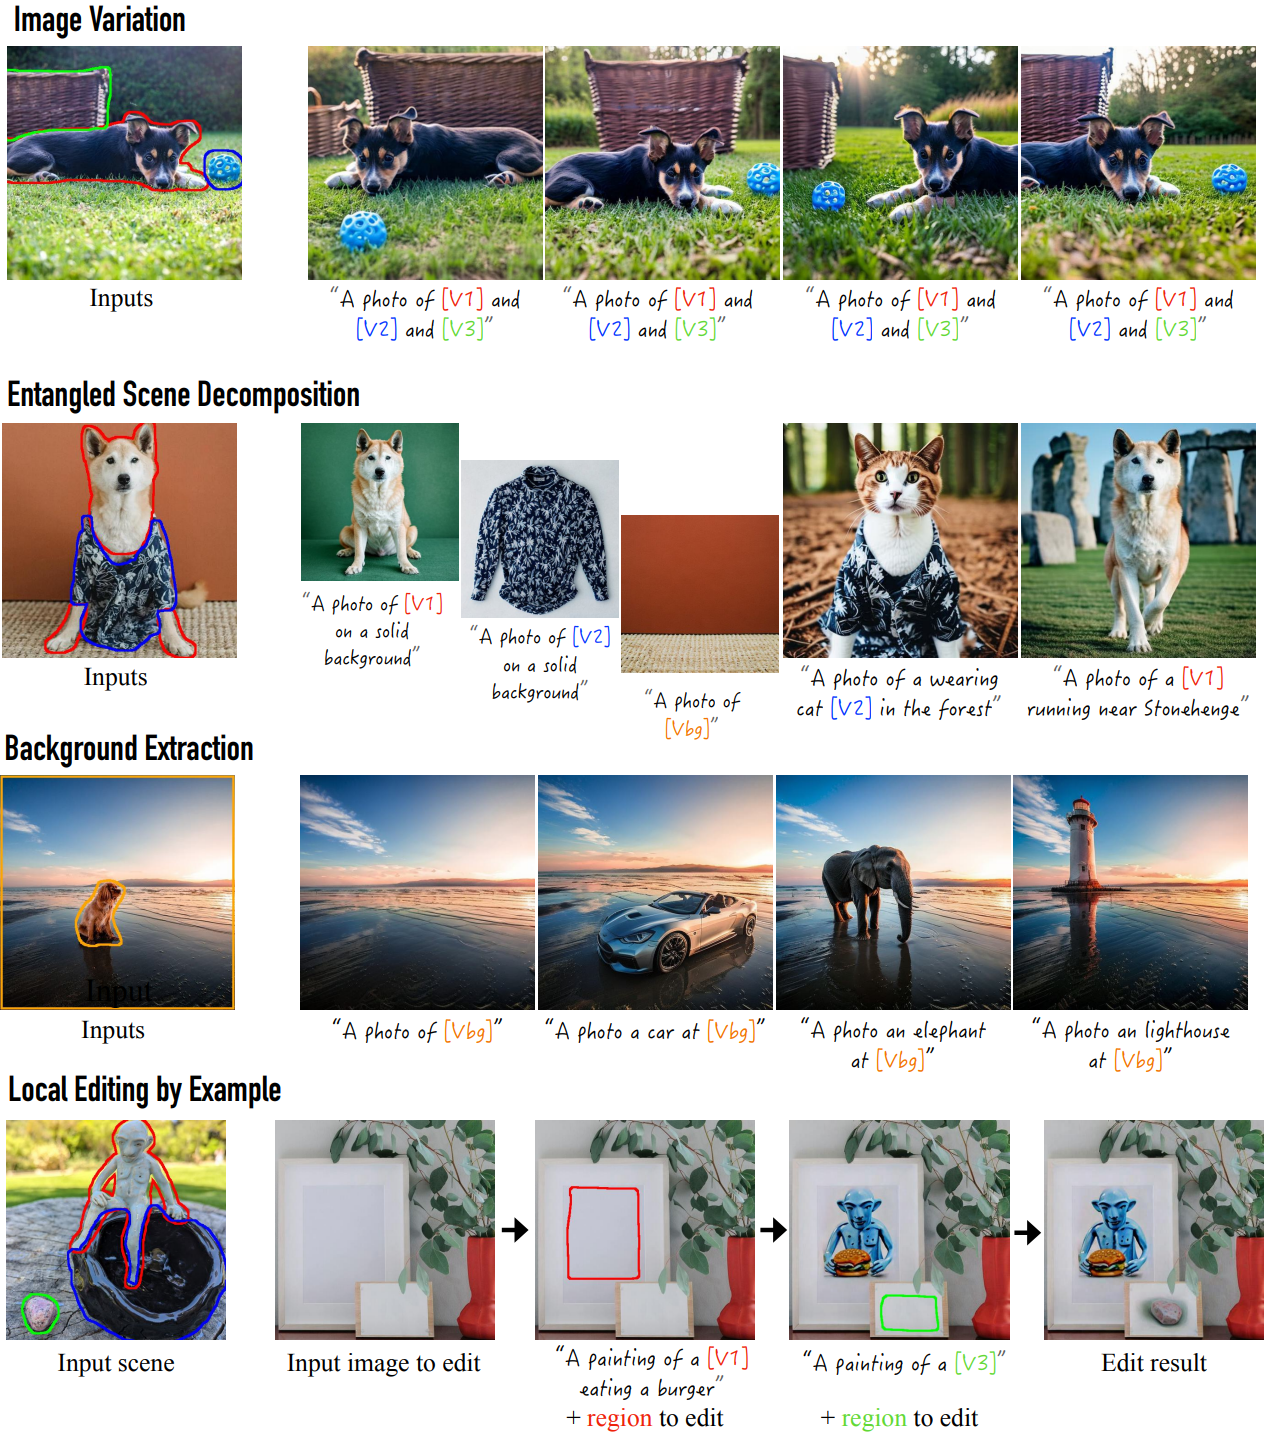 Image Variation
Inputs
“A photo of [V1] and
[V2] and [V3]”
“A photo of [V1] and
[V2] and [V3]”
“A photo of [V1] and
[V2] and [V3]”
“A photo of [V1] and
[V2] and [V3]”
Entangled Scene Decomposition
Inputs
“A photo of [V1]
on a solid
background”
“A photo of [V2]
on a solid
background”
“A photo of
[Vbg]”
“A photo of a wearing
cat [V2] in the forest”
“A photo of a [V1]
running near Stonehenge”
Background Extraction
Input
Inputs
“A photo of [Vbg]”
“A photo a car at [Vbg]”
“A photo an elephant
at [Vbg]”
“A photo an lighthouse
at [Vbg]”
Local Editing by Example
Input scene
Input image to edit
“A painting of a [V1]
eating a burger”
+ region to edit
“A painting of a [V3]”
+ region to edit
Edit result